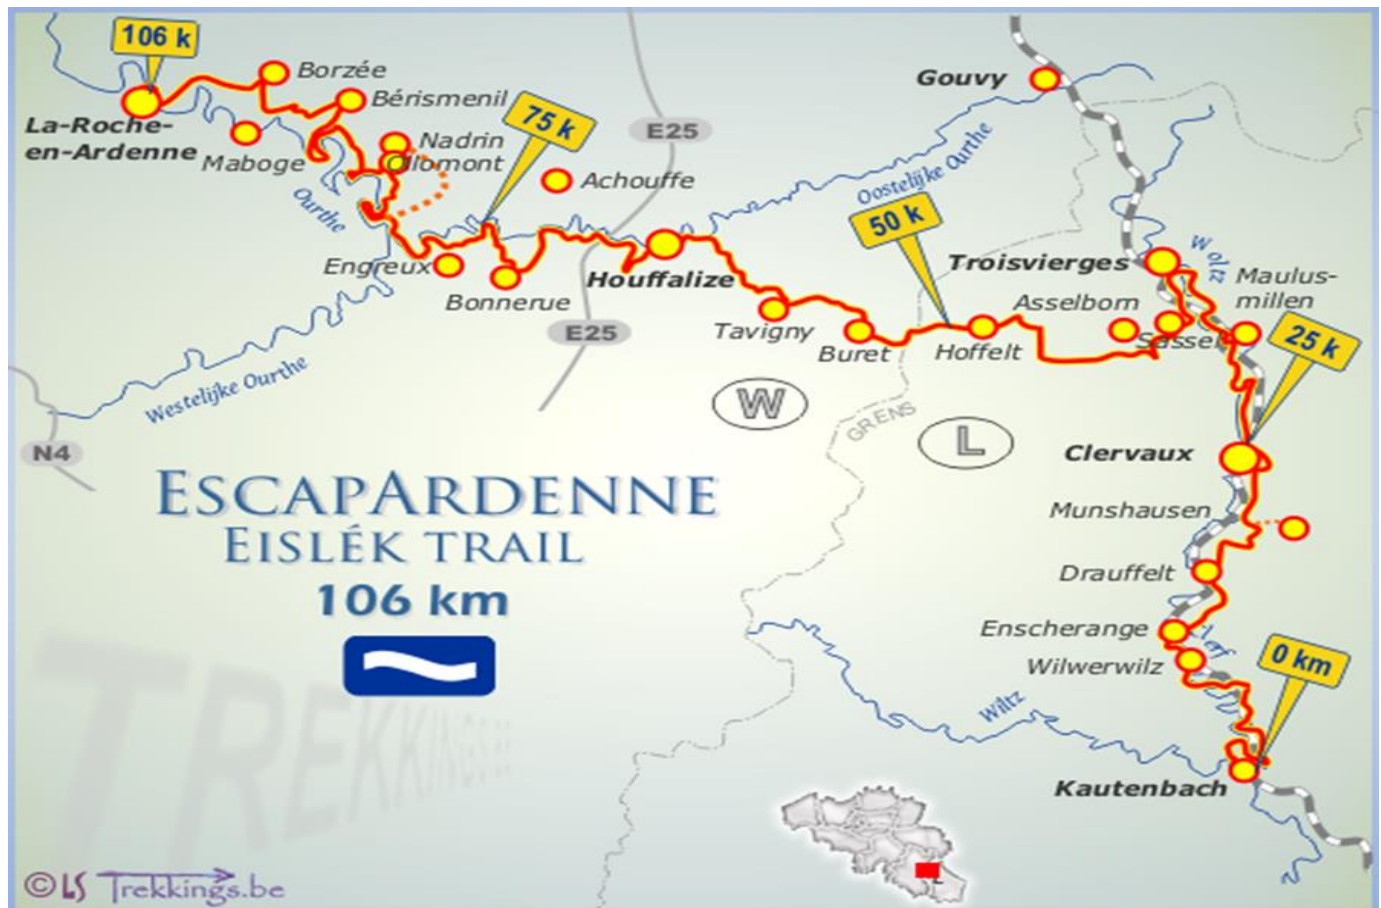 106 k
Borzée
Bérismenil
La-Roche-
en-Ardenne
Maboge
Nadrin
Ollomont
75 k
E25
Achouffe
Gouvy
Oostelijke Ourthe
Ourthe
50 k
Engreux
Bonnerue
Houffalize
Troisvierges
Woltz
Maulus-
millen
Asselborn
Sassel
Tavigny
Buret
Hoffelt
25 k
E25
Westelijke Ourthe
N4
W
GRENS
L
Clervaux
EscapArdenne
Eislék trail
106 km
Munshausen
Drauffelt
Enscherange
Clerf
Wilwerwilz
0 km
Wiltz
Kautenbach
TREKKINGS.BE
L
©LS Trekkings.be